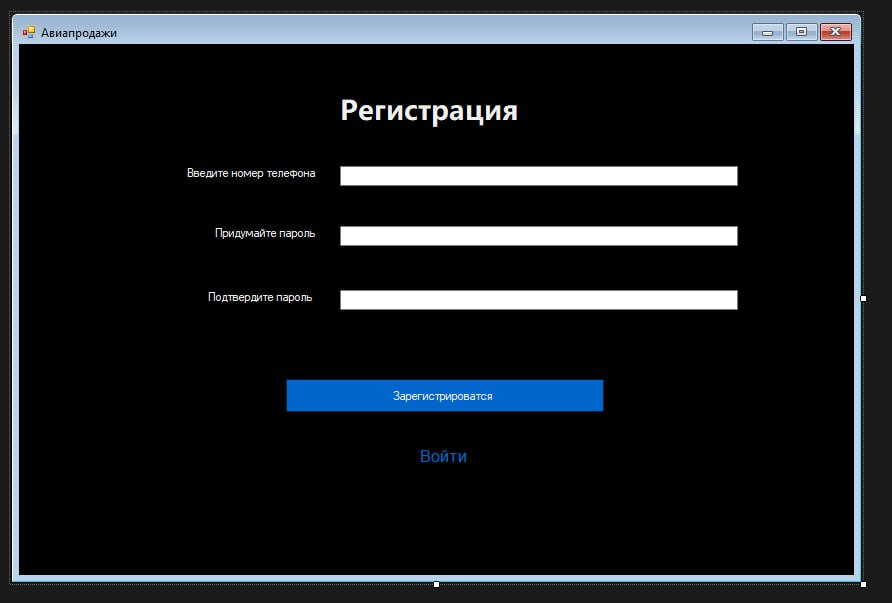 Авиапродажи
Регистрация
Введите номер телефона
Придумайте пароль
Подтвердите пароль
Зарегистрироватся
Войти